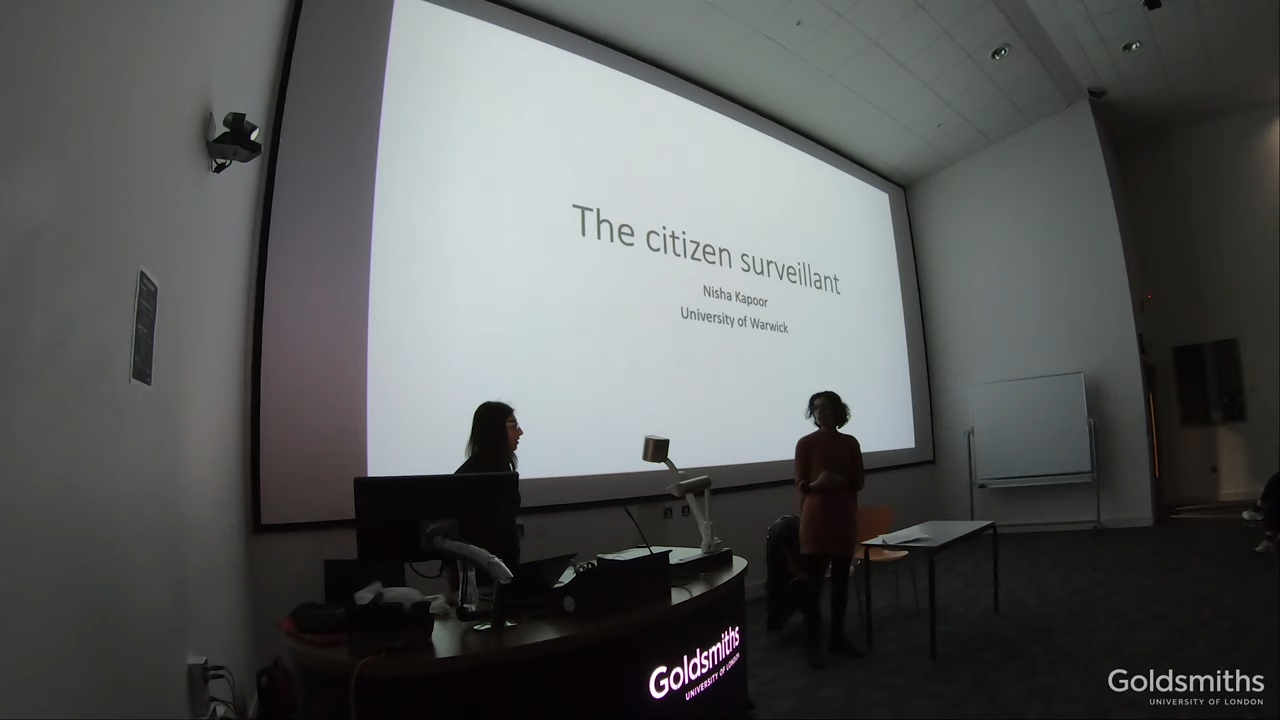 The citizen surveillant
Nisha Kapoor
University of Warwick
Goldsmiths
UNIVERSITY OF LONDON
Goldsmiths
UNIVERSITY OF LONDON